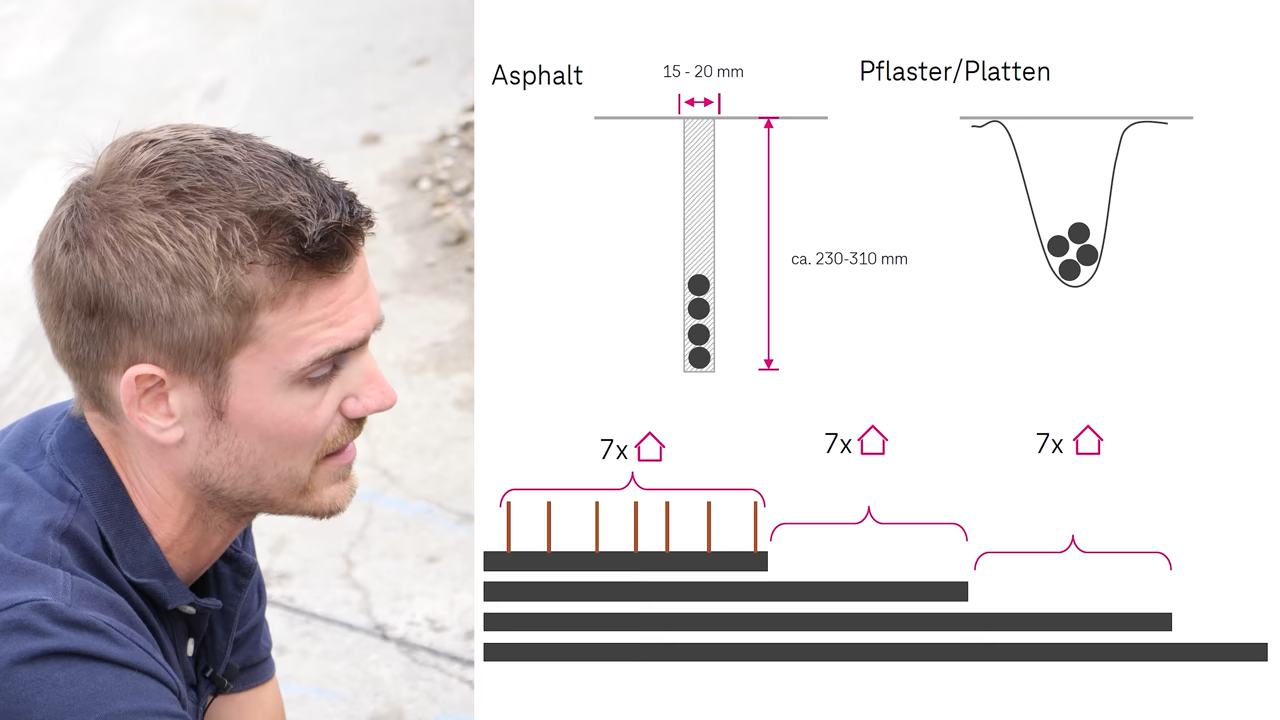 Asphalt
15 - 20 mm
Pflaster/Platten
ca. 230-310 mm
7x
7x
7x